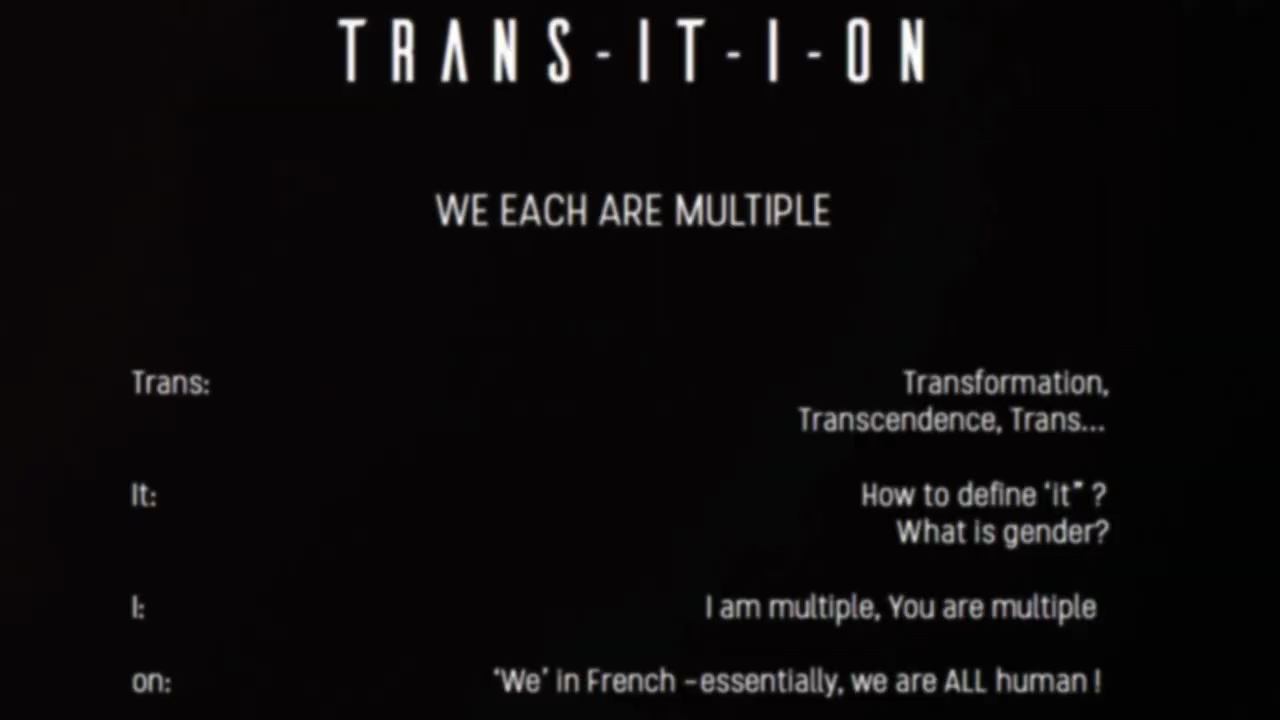 TRANS-IT-I-ON
WE EACH ARE MULTIPLE
Trans: Transformation,
Transcendence, Trans...
It: How to define ‘it” ?
What is gender?
I: I am multiple, You are multiple
on: ‘We’ in French -essentially, we are ALL human !